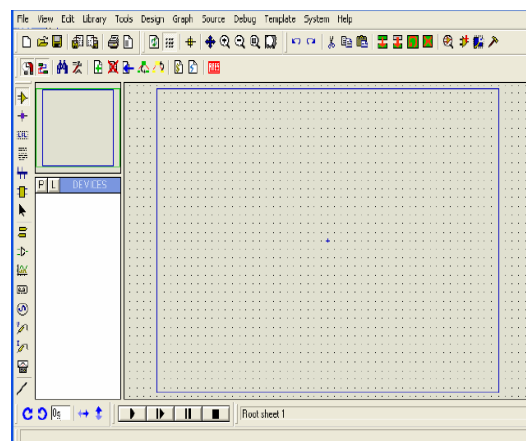 File View Edit Library Tools Design Graph Source Debug Template System Help
P L DEVICES
Root sheet 1